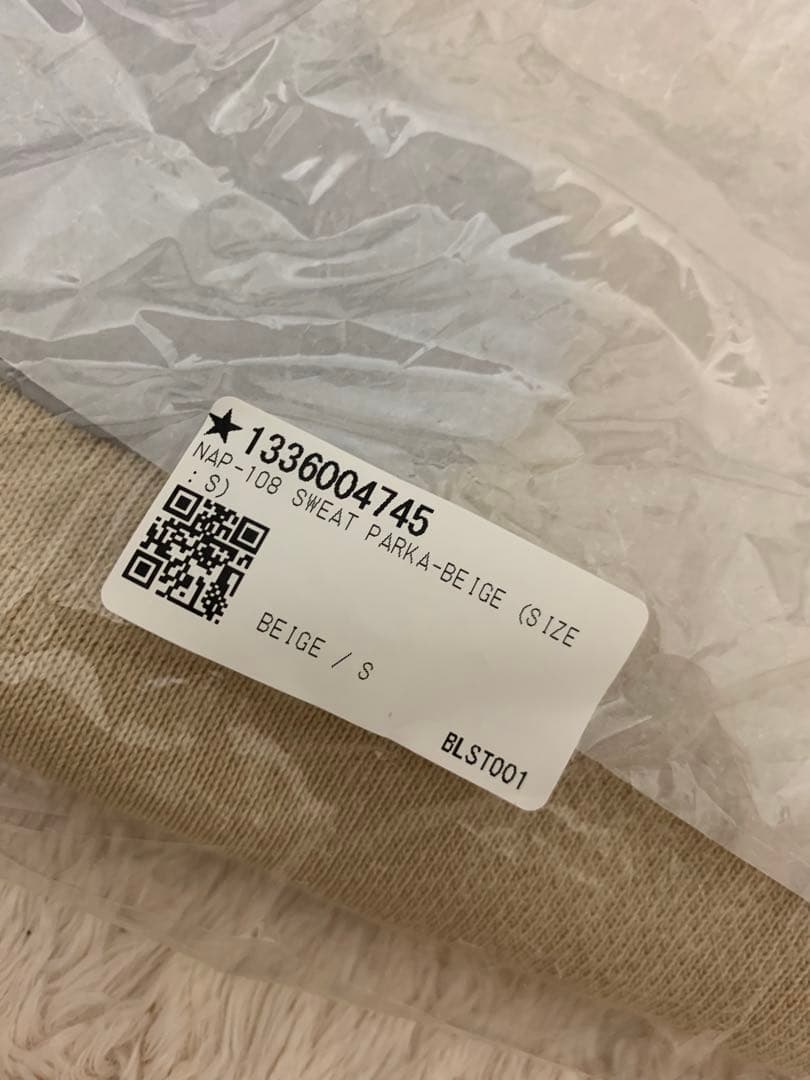 ★1336004745
NAP-108 SWEAT PARKA-BEIGE (SIZE
: S)
BEIGE / S
BLST001